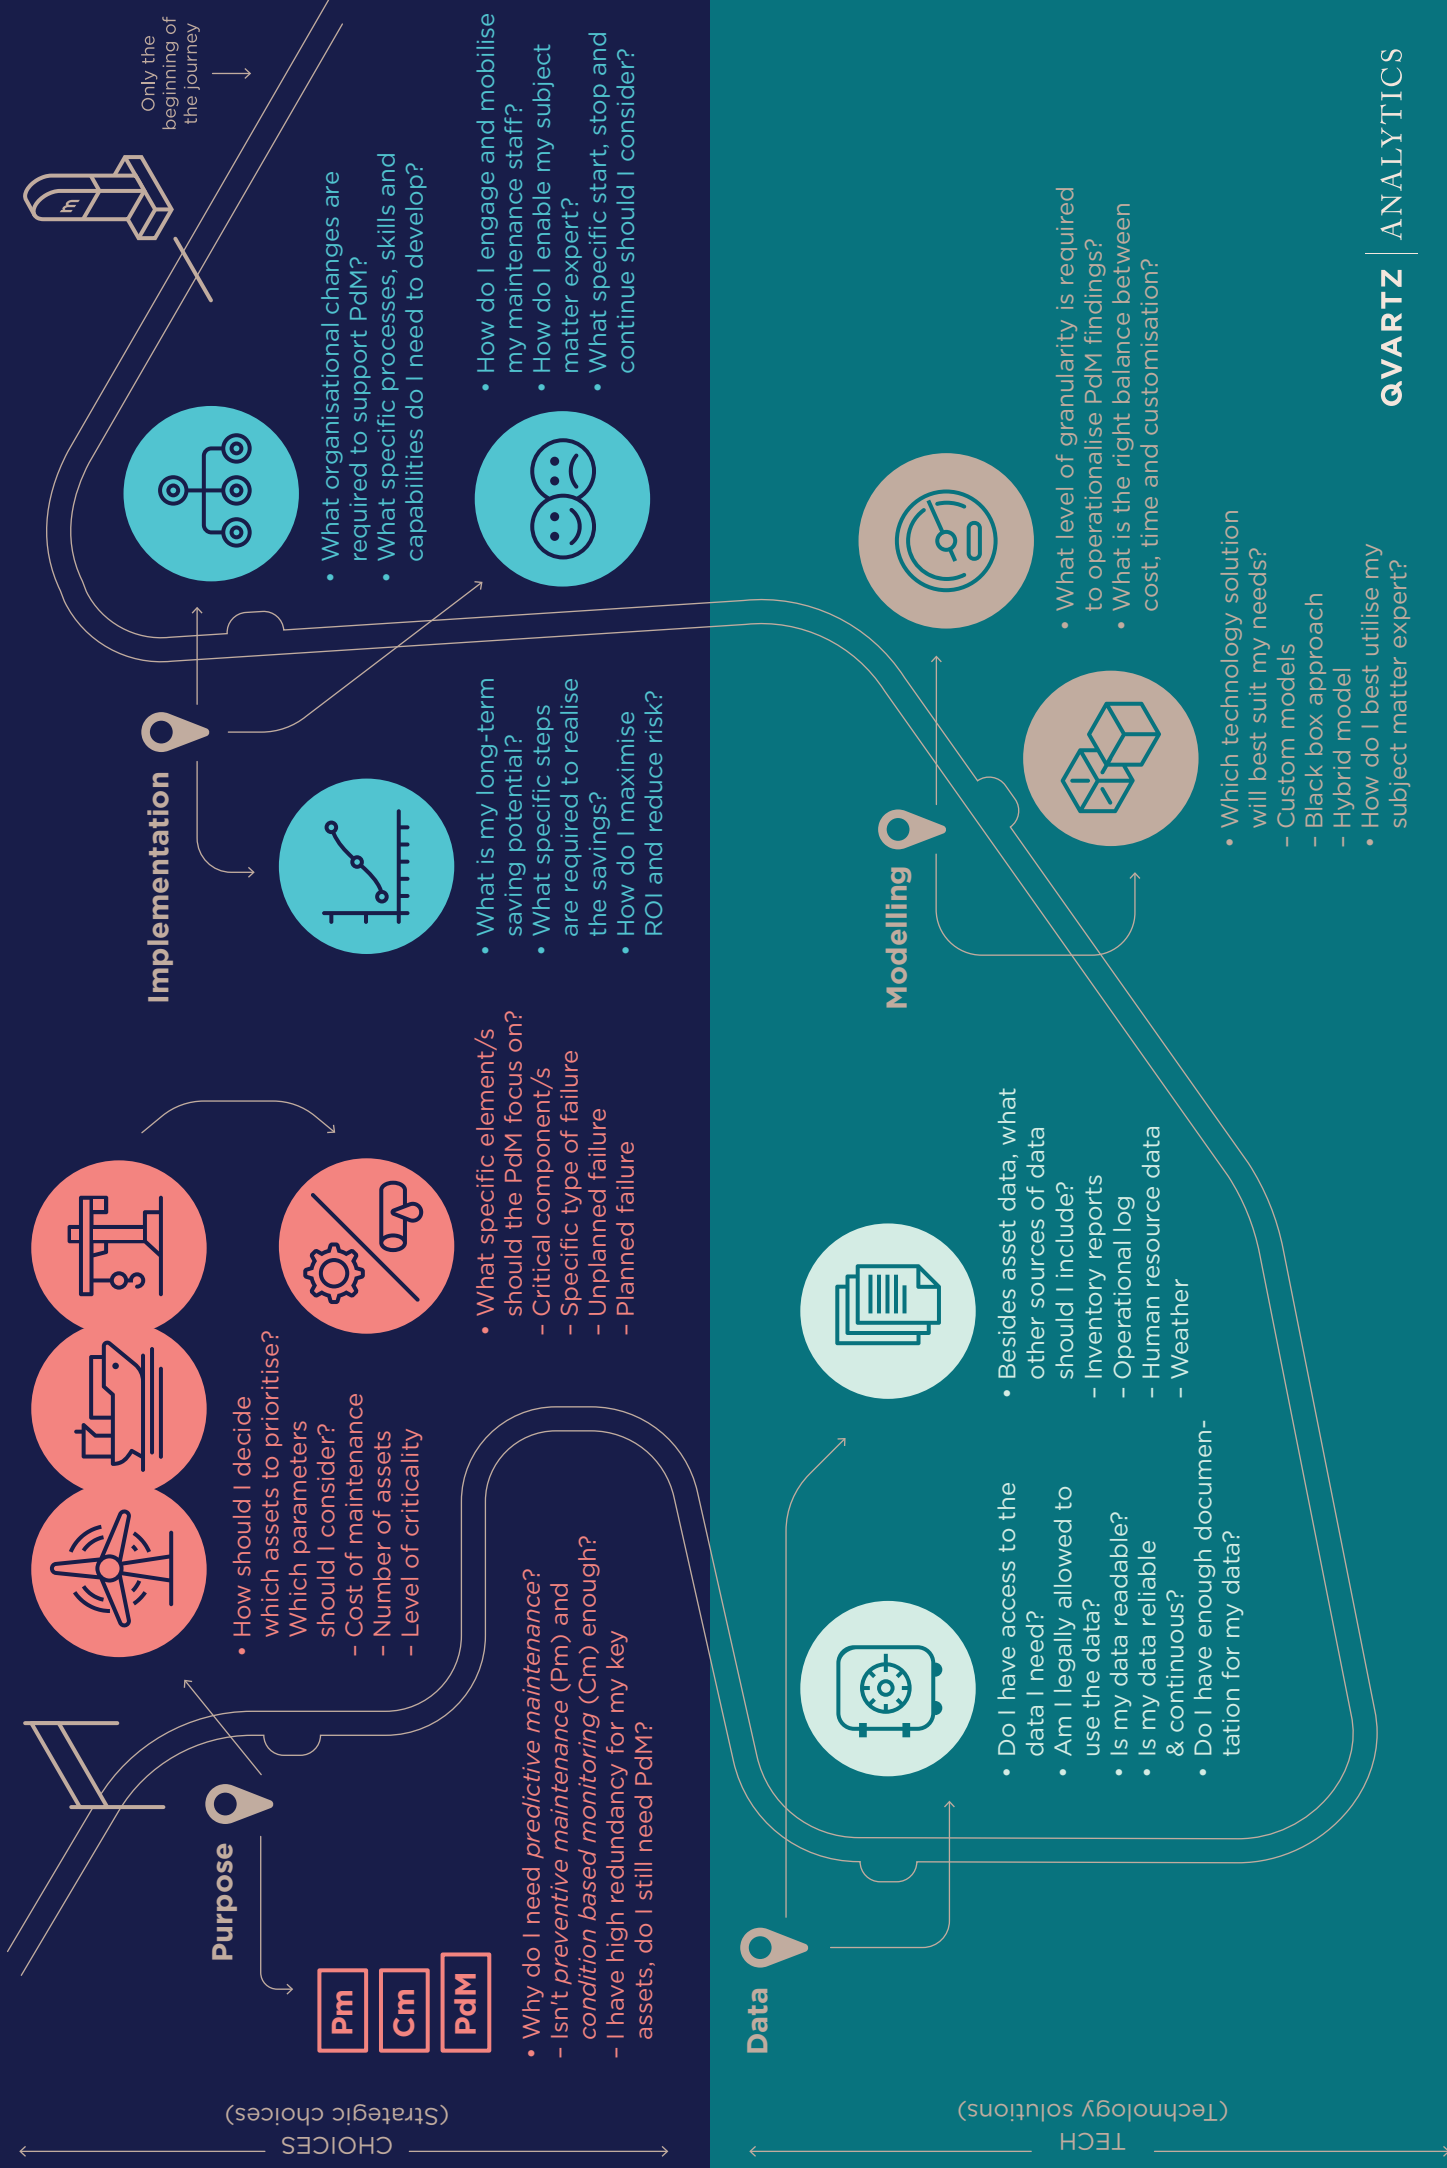 CHOICES
(Strategic choices)
Purpose
Pm
Cm
PdM
• Why do I need predictive maintenance?
– Isn't preventive maintenance (Pm) and
condition based monitoring (Cm) enough?
– I have high redundancy for my key
assets, do I still need PdM?
• How should I decide
which assets to prioritise?
Which parameters
should I consider?
– Cost of maintenance
– Number of assets
– Level of criticality
• What specific element/s
should the PdM focus on?
– Critical component/s
– Specific type of failure
– Unplanned failure
– Planned failure
Implementation
• What is my long-term
saving potential?
• What specific steps
are required to realise
the savings?
• How do I maximise
ROI and reduce risk?
• What organisational changes are
required to support PdM?
• What specific processes, skills and
capabilities do I need to develop?
• How do I engage and mobilise
my maintenance staff?
• How do I enable my subject
matter expert?
• What specific start, stop and
continue should I consider?
m
Only the
beginning of
the journey
TECH
(Technology solutions)
Data
• Do I have access to the
data I need?
• Am I legally allowed to
use the data?
• Is my data readable?
• Is my data reliable
& continuous?
• Do I have enough documen-
tation for my data?
• Besides asset data, what
other sources of data
should I include?
– Inventory reports
– Operational log
– Human resource data
– Weather
Modelling
• Which technology solution
will best suit my needs?
– Custom models
– Black box approach
– Hybrid model
• How do I best utilise my
subject matter expert?
• What level of granularity is required
to operationalise PdM findings?
• What is the right balance between
cost, time and customisation?
QVARTZ | ANALYTICS